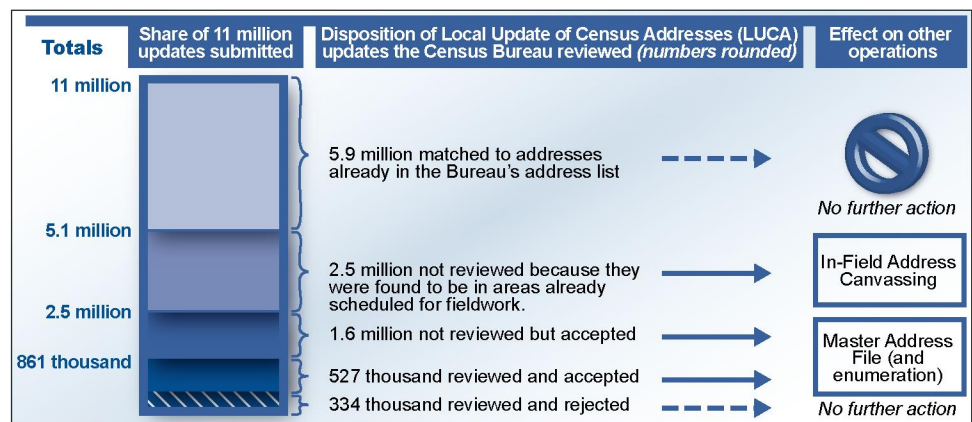 Totals
Share of 11 million
updates submitted
Disposition of Local Update of Census Addresses (LUCA)
updates the Census Bureau reviewed (numbers rounded)
Effect on other
operations
11 million
5.9 million matched to addresses
already in the Bureau's address list
No further action
5.1 million
2.5 million not reviewed because they
were found to be in areas already
scheduled for fieldwork.
In-Field Address
Canvassing
2.5 million
1.6 million not reviewed but accepted
Master Address
File (and
enumeration)
861 thousand
527 thousand reviewed and accepted
334 thousand reviewed and rejected
No further action